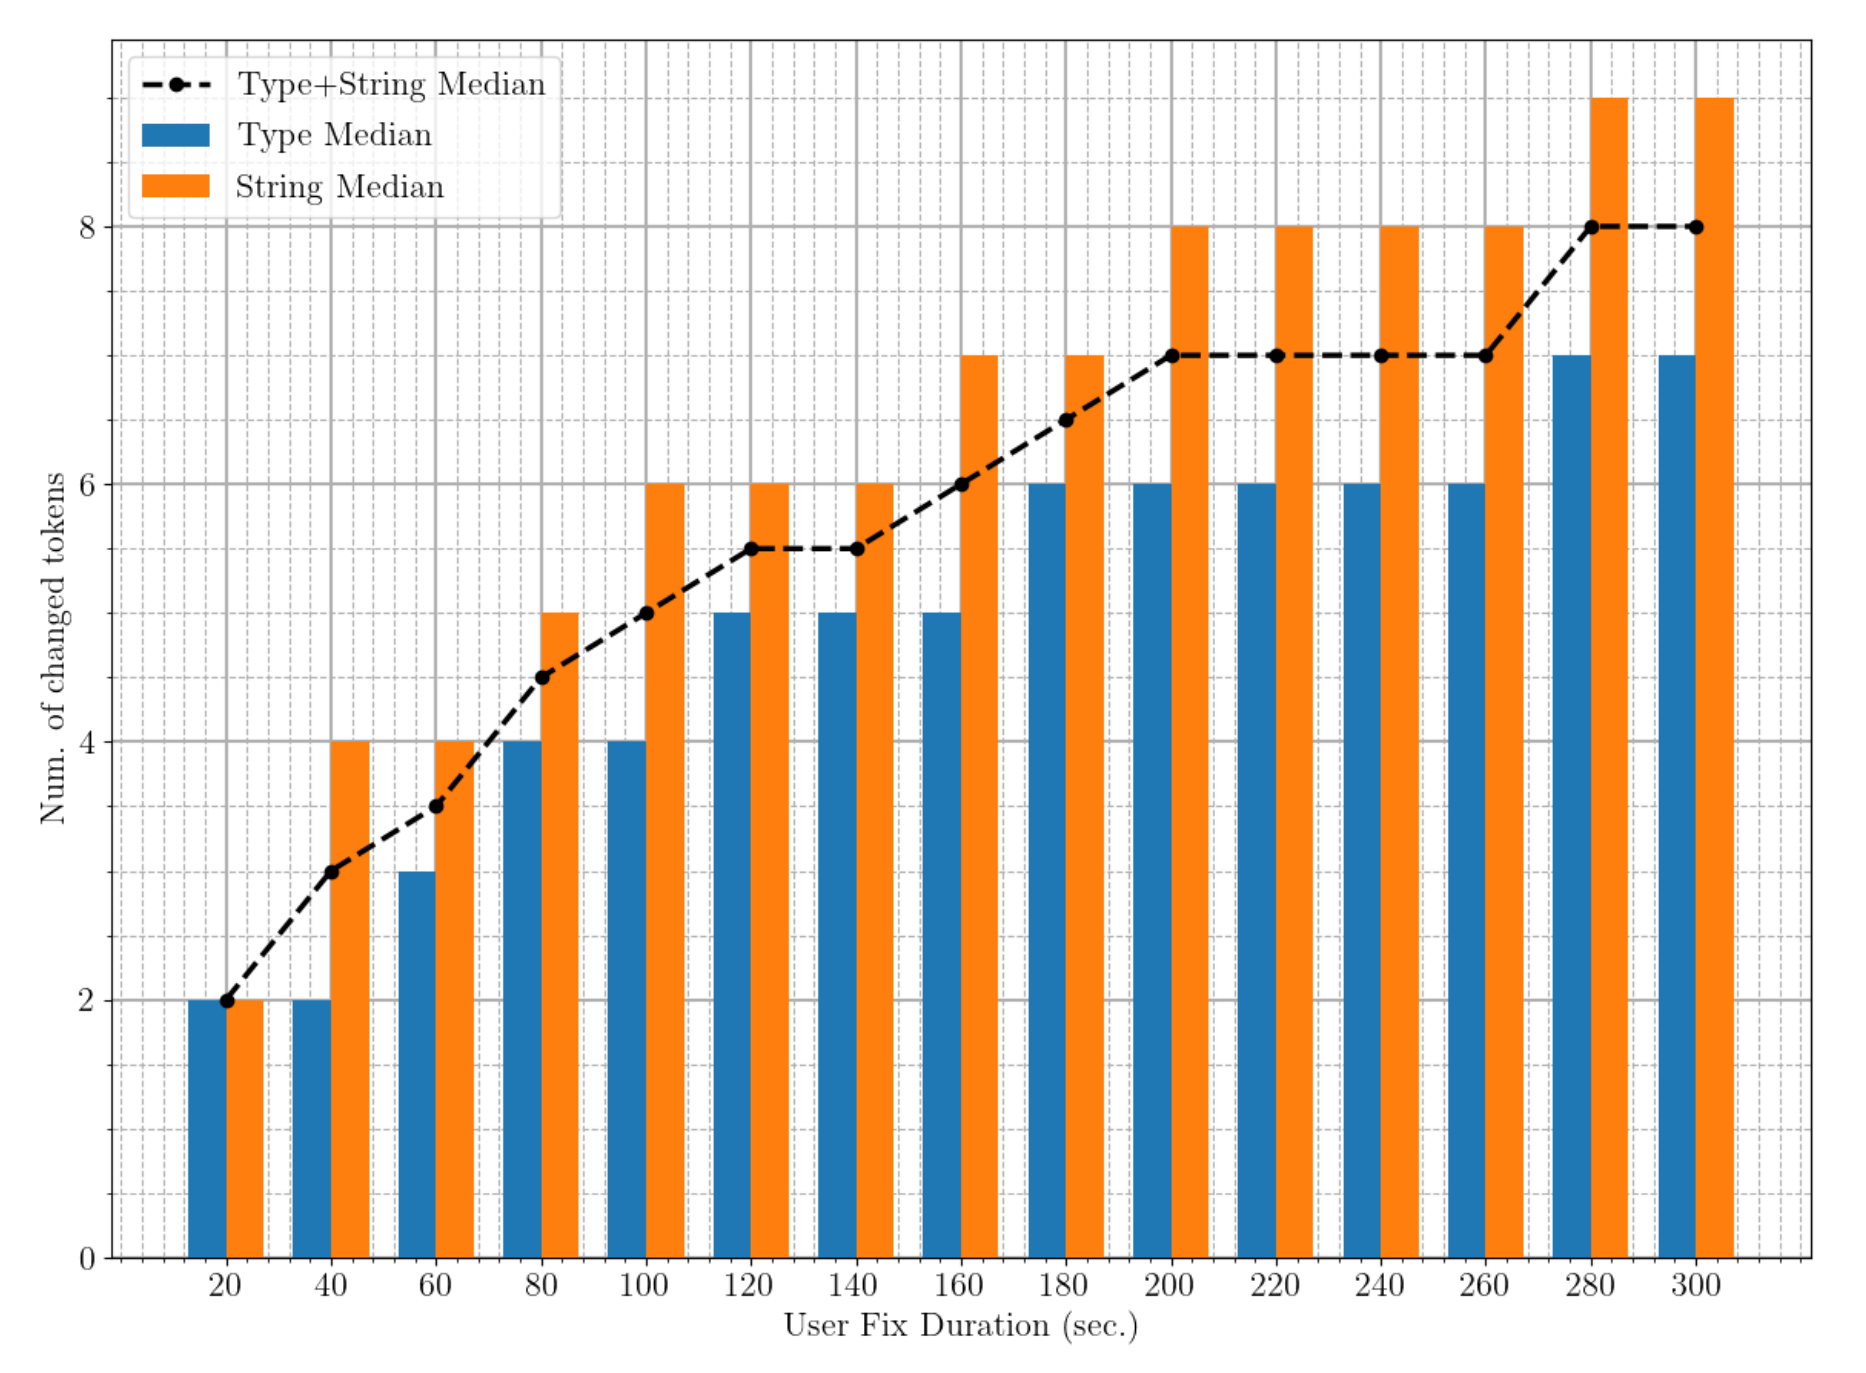 Type+String Median
Type Median
String Median
8
6
4
2
0
Num. of changed tokens
20 40 60 80 100 120 140 160 180 200 220 240 260 280 300
User Fix Duration (sec.)